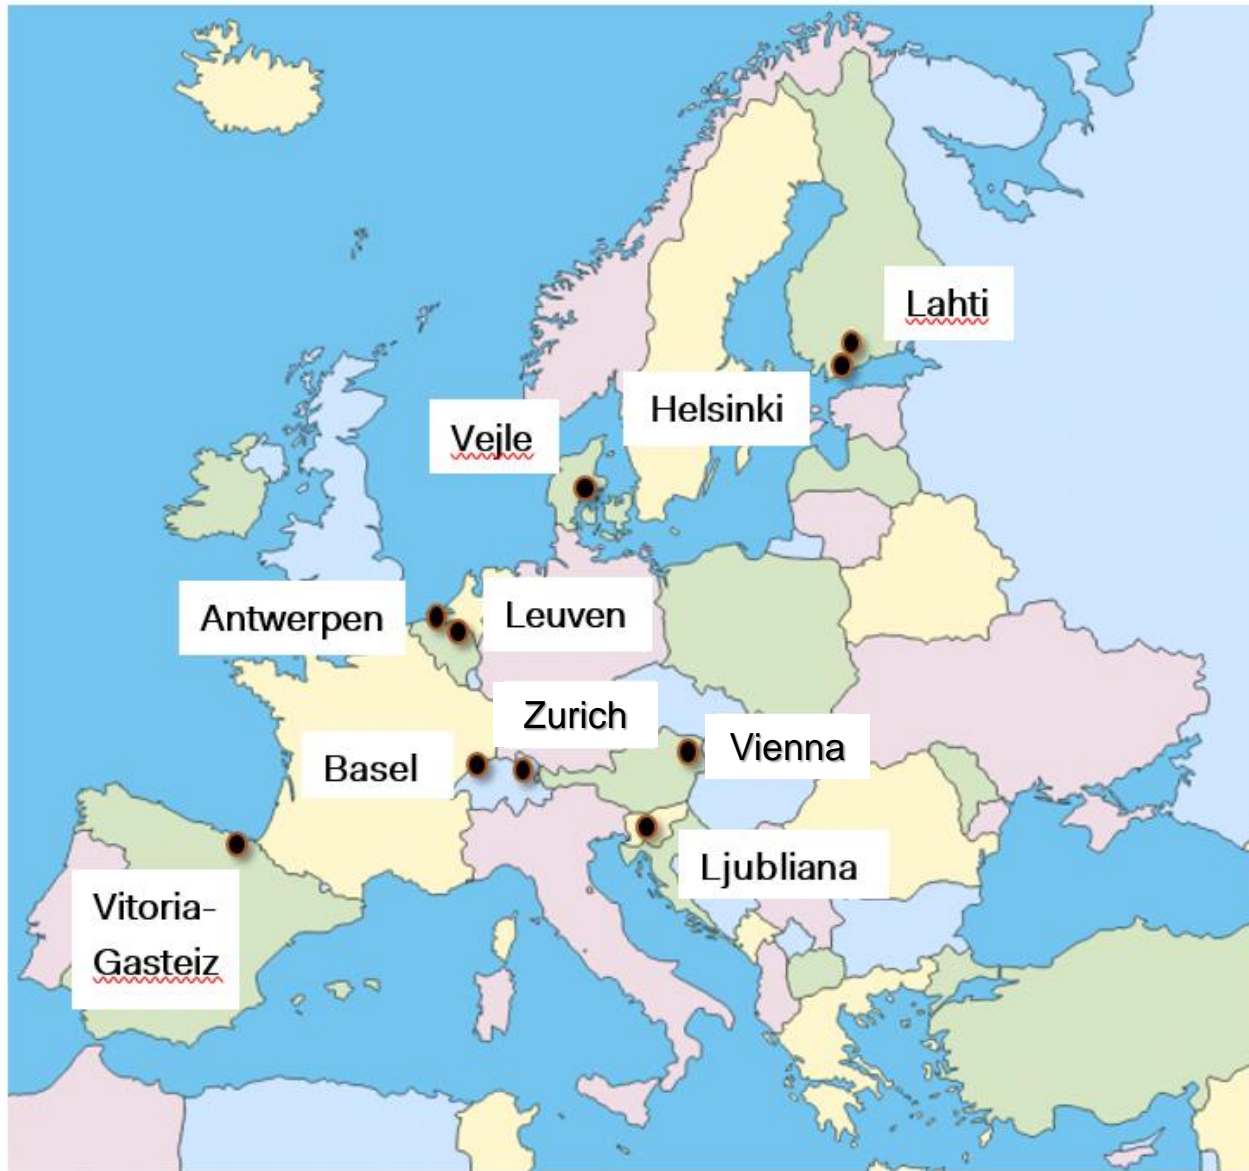 Lahti
Helsinki
Vejle
Antwerpen
Leuven
Zurich
Vienna
Basel
Ljubliana
Vitoria-
Gasteiz